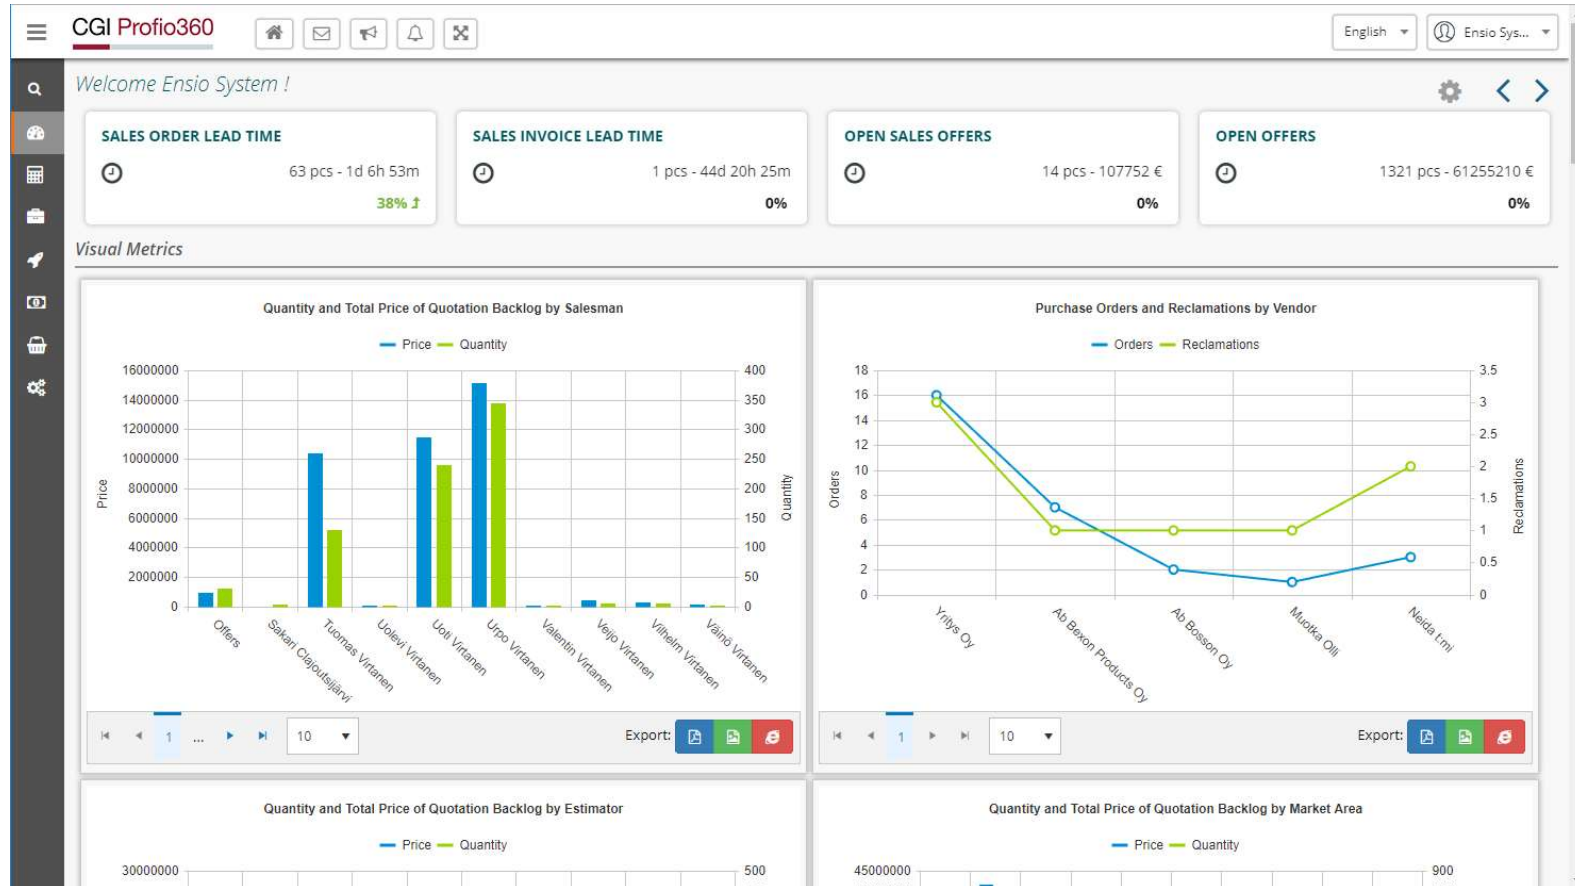 CGI Profio360
English
Ensio Sys...
Welcome Ensio System !
SALES ORDER LEAD TIME
63 pcs - 1d 6h 53m
38%
SALES INVOICE LEAD TIME
1 pcs - 44d 20h 25m
0%
OPEN SALES OFFERS
14 pcs - 107752 €
0%
OPEN OFFERS
1321 pcs - 61255210 €
0%
Visual Metrics
Quantity and Total Price of Quotation Backlog by Salesman
Price Quantity
16000000
14000000
12000000
10000000
8000000
6000000
4000000
2000000
0
Price
400
350
300
250
200
150
100
50
0
Quantity
Offers
Sakari Clajoutsijärvi
Tuomas Virtanen
Uolevi Virtanen
Uoti Virtanen
Urpo Virtanen
Valentin Virtanen
Veijo Virtanen
Vilhelm Virtanen
Väinö Virtanen
1 ... 10 Export:
Purchase Orders and Reclamations by Vendor
Orders Reclamations
18
16
14
12
10
8
6
4
2
0
Orders
3.5
3
2.5
2
1.5
1
0.5
0
Reclamations
Yritys Oy
Ab Bexon Products Oy
Ab Bosson Oy
Muotka Olli
Neida t:mi
1 10 Export:
Quantity and Total Price of Quotation Backlog by Estimator
Price Quantity
30000000 500
Quantity and Total Price of Quotation Backlog by Market Area
Price Quantity
45000000 900